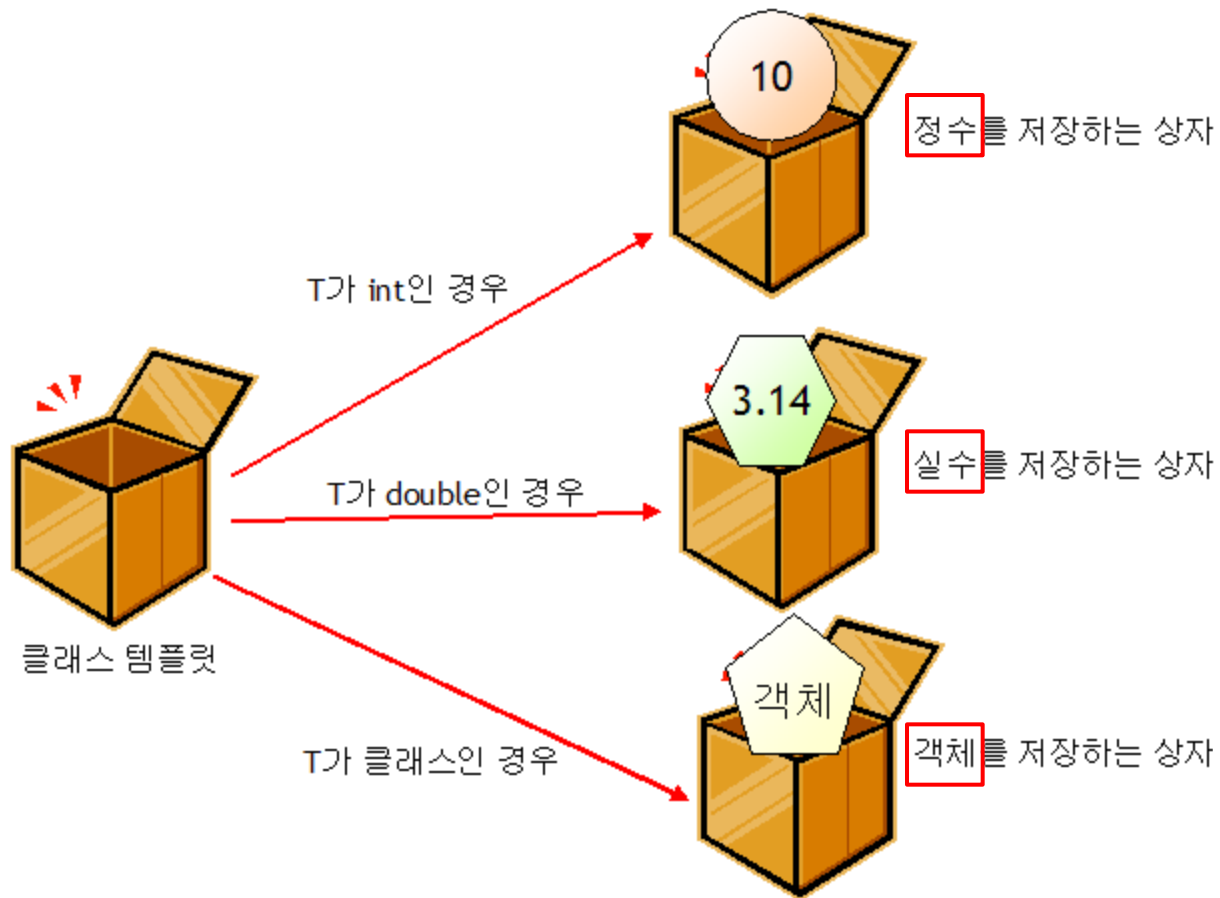 10
정수를 저장하는 상자
T가 int인 경우
3.14
실수를 저장하는 상자
T가 double인 경우
클래스 템플릿
객체
객체를 저장하는 상자
T가 클래스인 경우